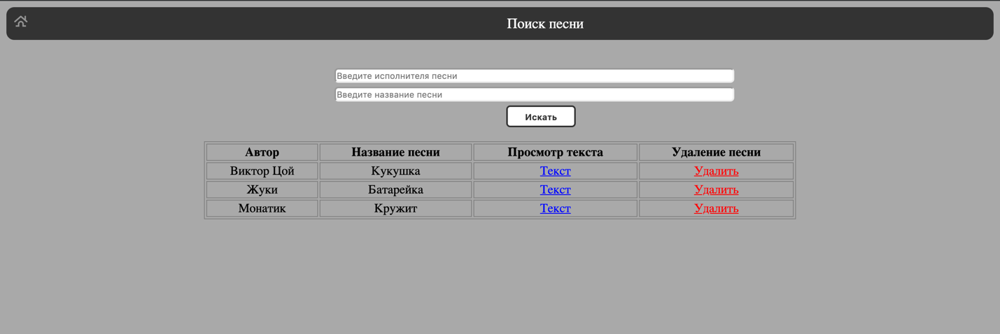 Поиск песни
Введите исполнителя песни
Введите название песни
Искать
Автор Название песни Просмотр текста Удаление песни
Виктор Цой Кукушка Текст Удалить
Жуки Батарейка Текст Удалить
Монатик Кружит Текст Удалить